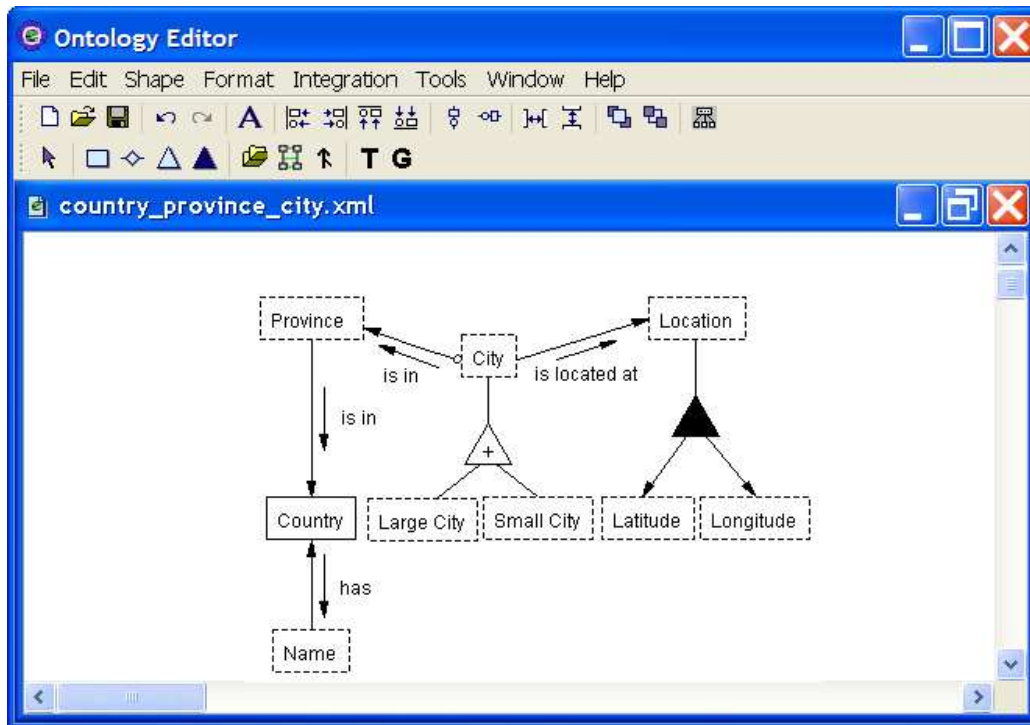 Ontology Editor
File Edit Shape Format Integration Tools Window Help
A
T G
country_province_city.xml
Province
Location
City
is in
is located at
is in
+
Country
Large City
Small City
Latitude
Longitude
has
Name